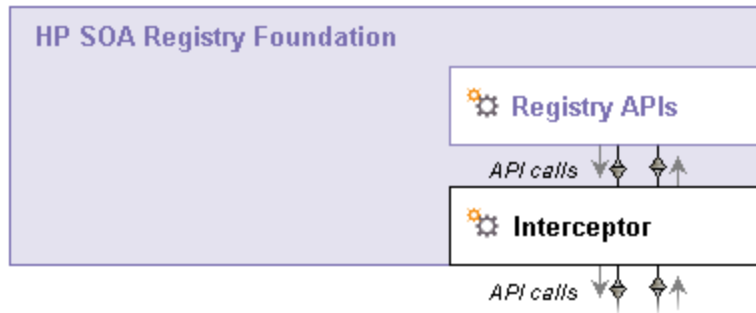 HP SOA Registry Foundation
Registry APIs
API calls
Interceptor
API calls